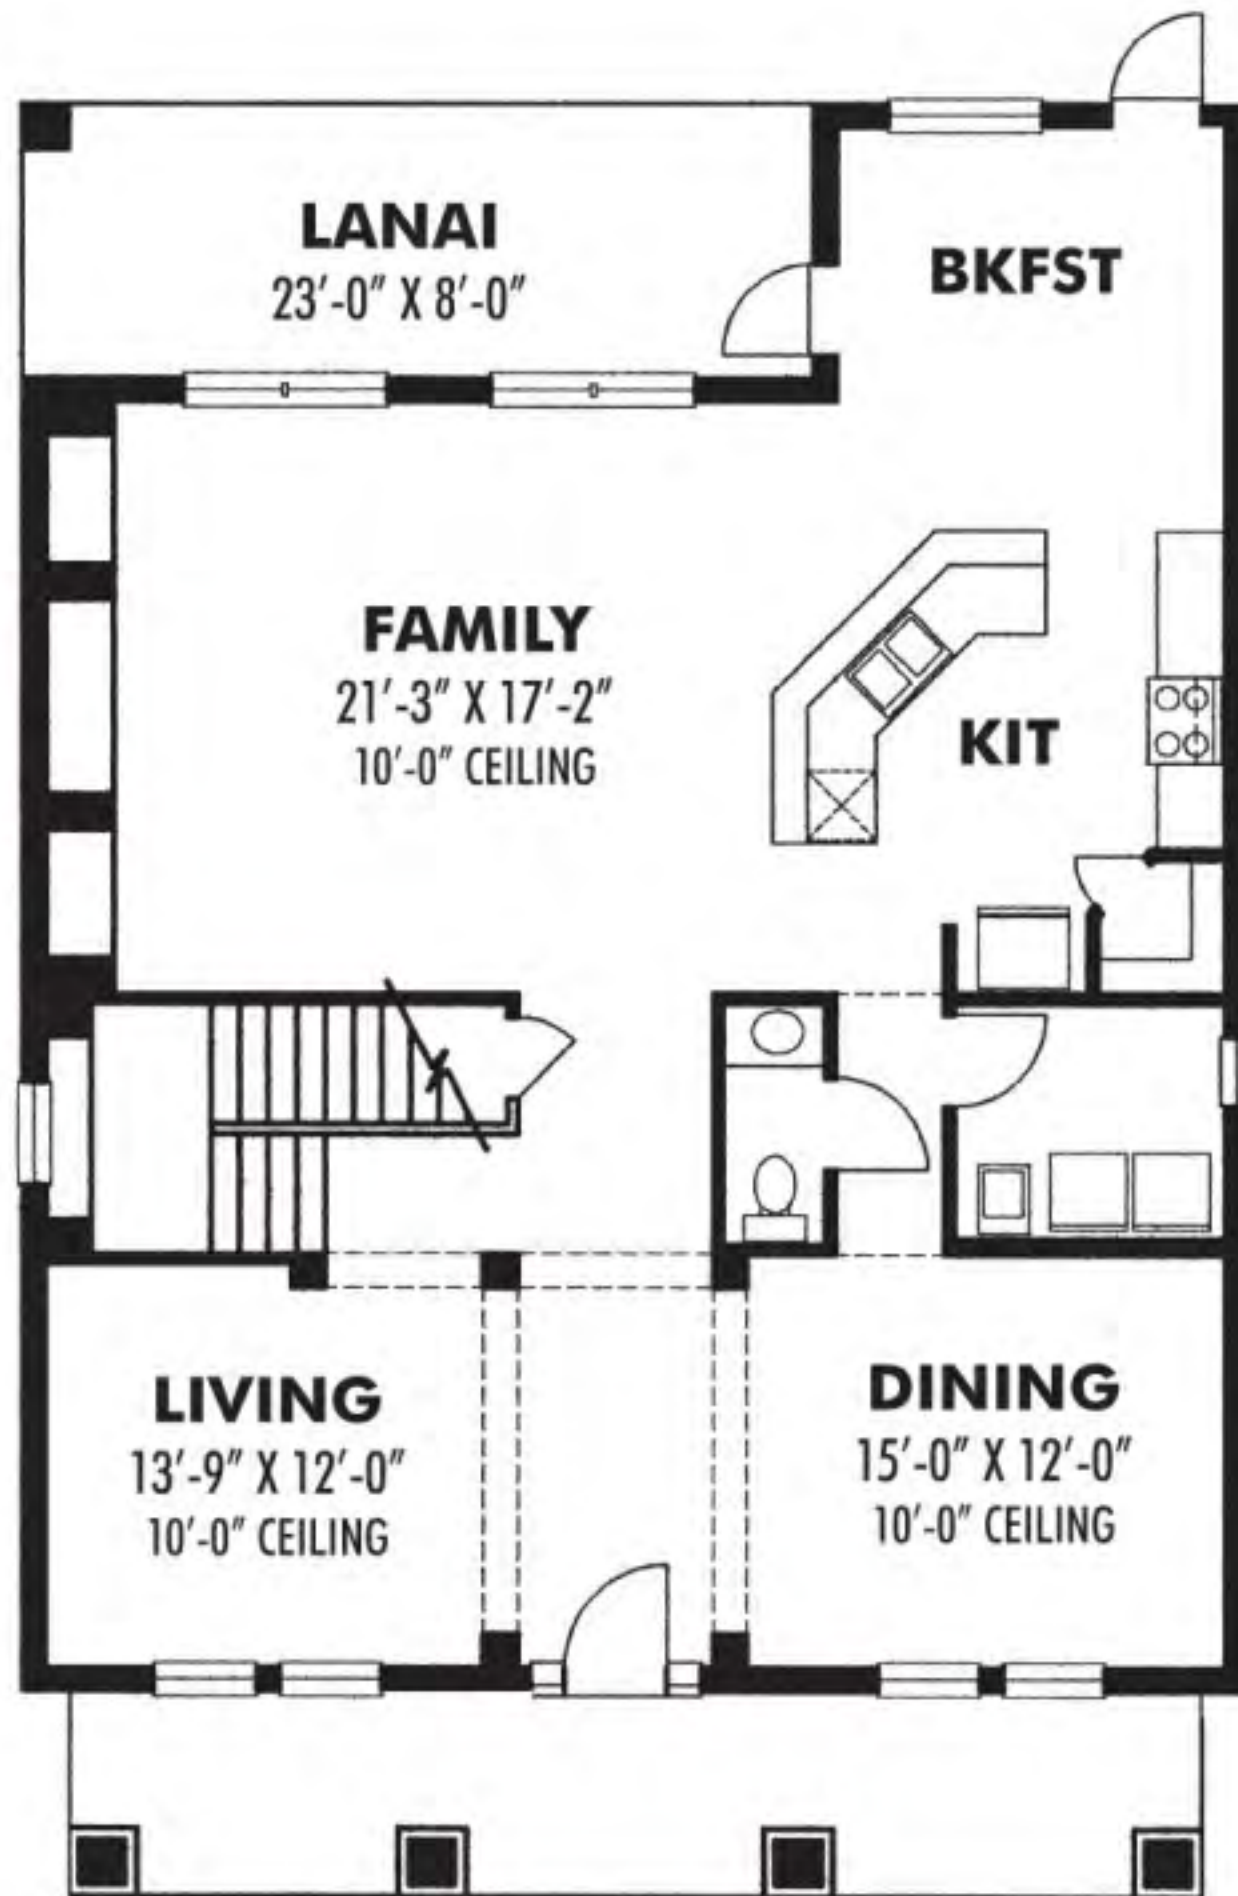 LANAI
23'-0" X 8'-0"
BKFST
FAMILY
21'-3" X 17'-2"
10'-0" CEILING
KIT
LIVING
13'-9" X 12'-0"
10'-0" CEILING
DINING
15'-0" X 12'-0"
10'-0" CEILING